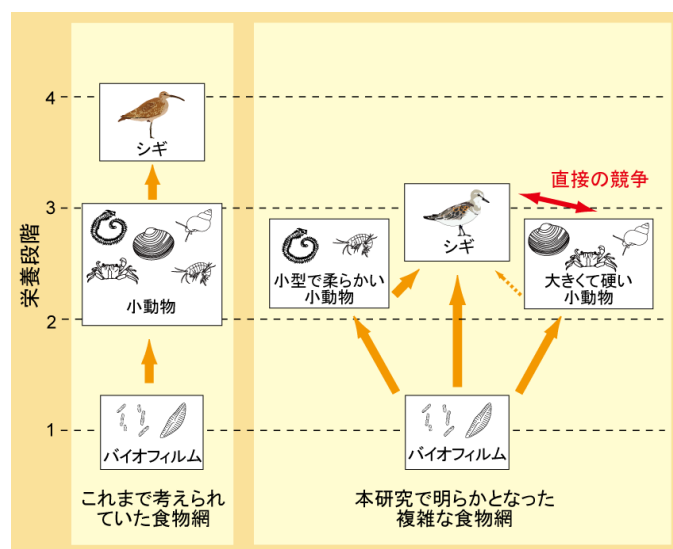 栄養段階
4
3
2
1
シギ
小動物
バイオフィルム
これまで考えられ
ていた食物網
直接の競争
シギ
小型で柔らかい
小動物
大きくて硬い
小動物
バイオフィルム
本研究で明らかとなった
複雑な食物網